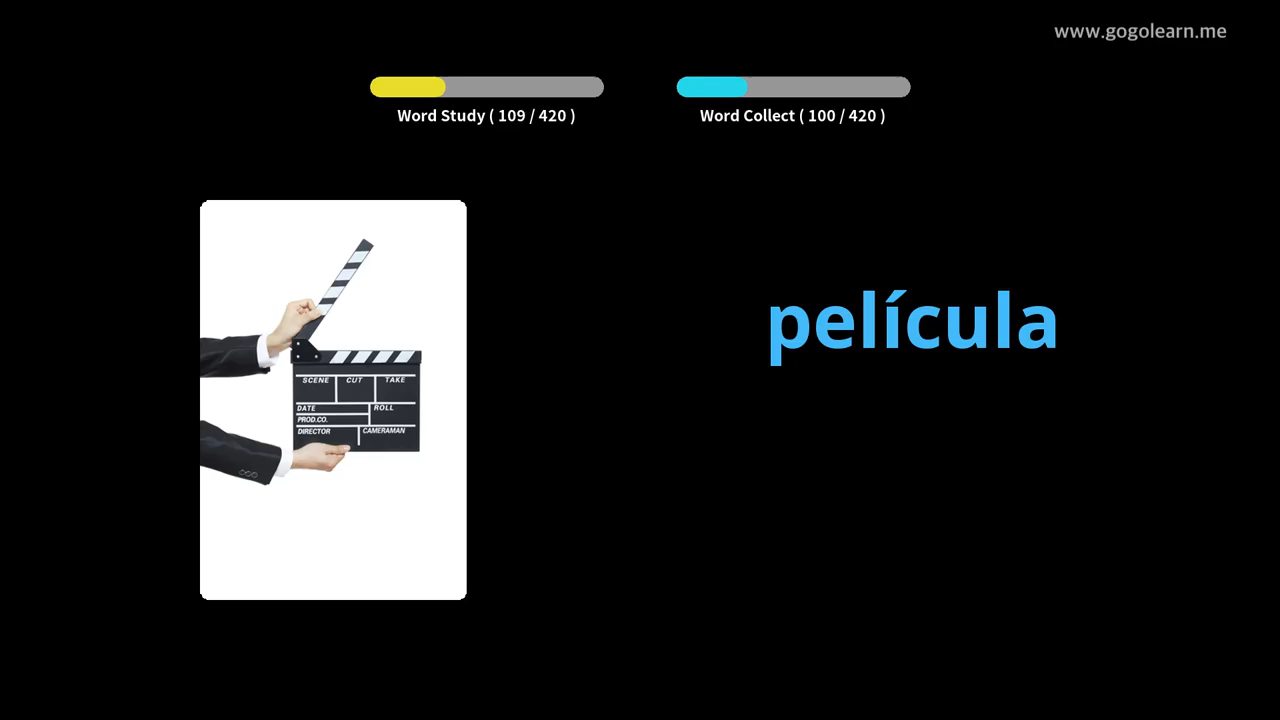 www.gogolearn.me
Word Study ( 109 / 420 )
Word Collect ( 100 / 420 )
película
SCENE CUT TAKE
DATE ROLL
PROD.CO.
DIRECTOR CAMERAMAN